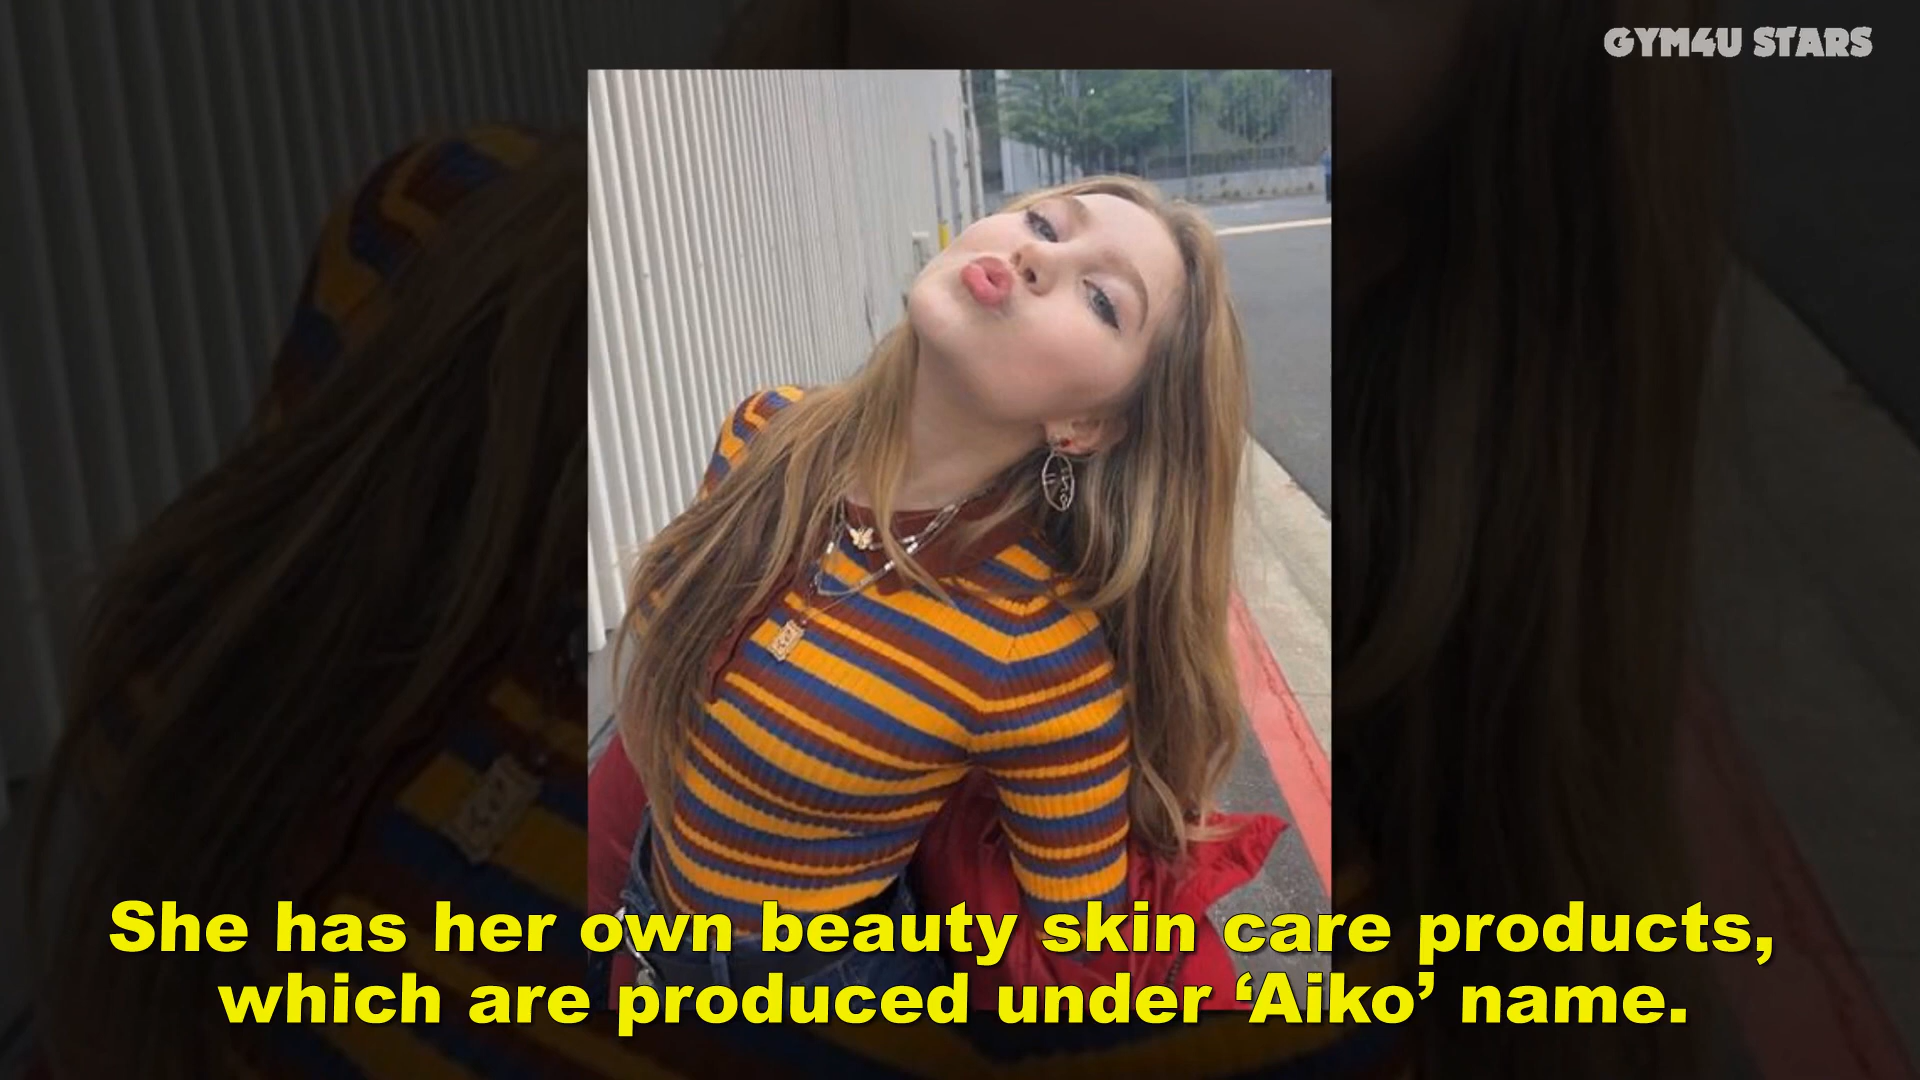 GYM4U STARS
She has her own beauty skin care products,
which are produced under ‘Aiko’ name.